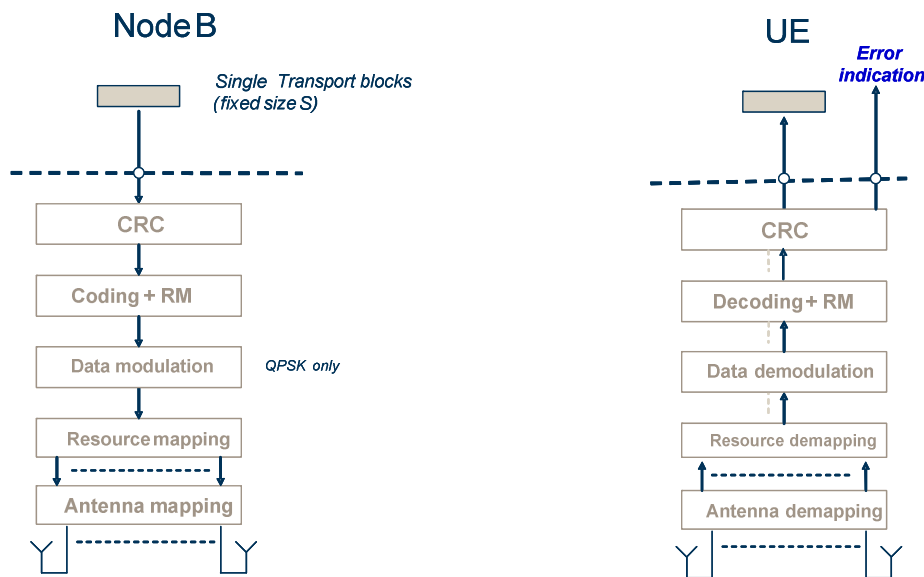 Node B
Single Transport blocks
(fixed size S)
CRC
Coding + RM
Data modulation
QPSK only
Resource mapping
Antenna mapping
UE
Error
indication
CRC
Decoding + RM
Data demodulation
Resource demapping
Antenna demapping